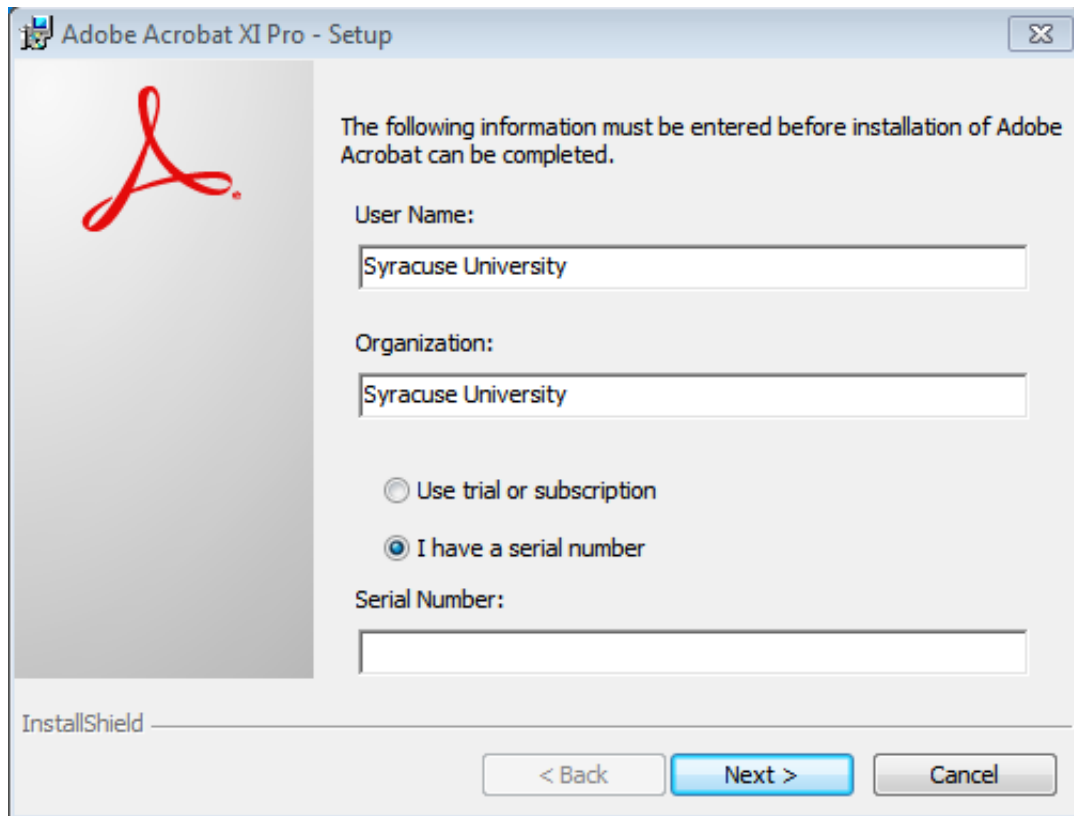 Adobe Acrobat XI Pro - Setup
The following information must be entered before installation of Adobe
Acrobat can be completed.
User Name:
Syracuse University
Organization:
Syracuse University
Use trial or subscription
I have a serial number
Serial Number:
InstallShield
< Back
Next >
Cancel